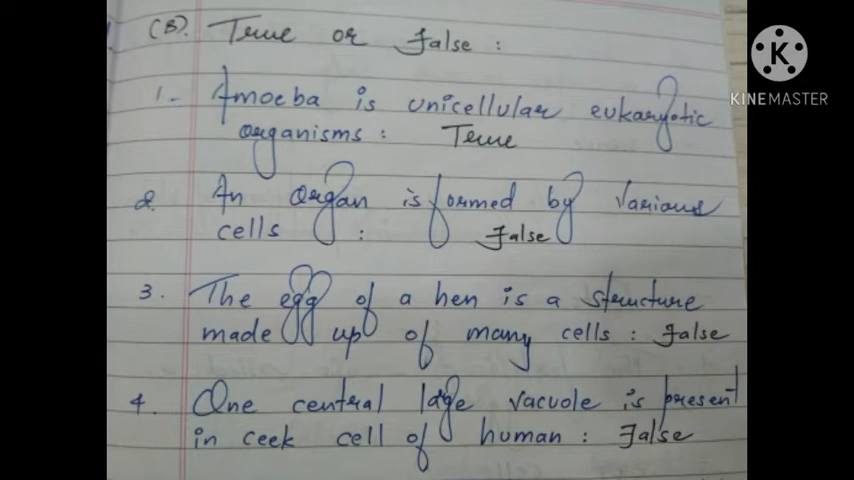 (B). True or False :
1- Amoeba is unicellular eukaryotic
organisms : True
2. An organ is formed by various
cells : False
3. The egg of a hen is a structure
made up of many cells : False
4. One central lage vacuole is present
in ceek cell of human : False
KINEMASTER